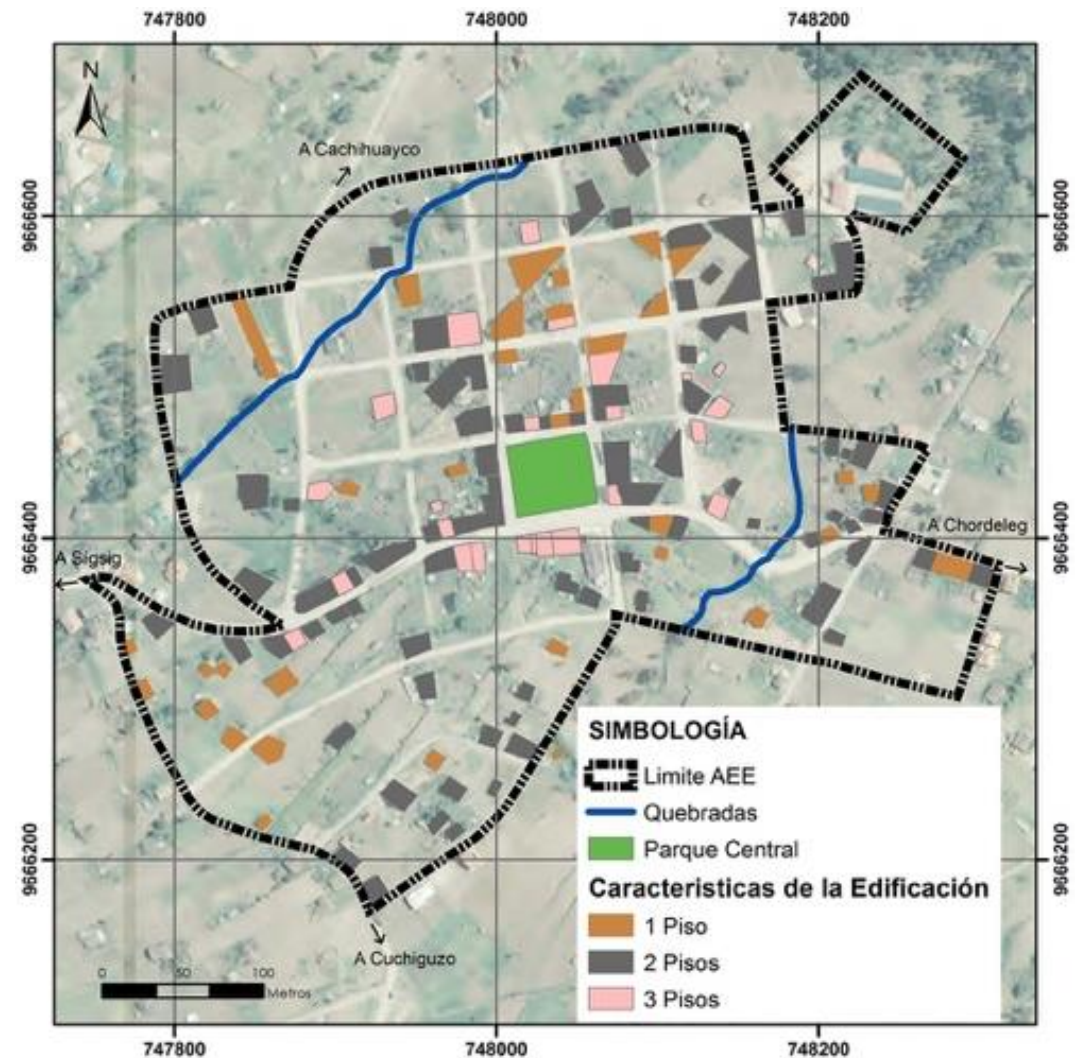 747800 748000 748200
N
A Cachihuayco
9666600 9666600
9666400 9666400
A Chordeleg
A Sigsig
SIMBOLOGÍA
Limite AEE
Quebradas
Parque Central
Caracteristicas de la Edificación
1 Piso
2 Pisos
3 Pisos
9666200 9666200
A Cuchiguzo
0 50 100
Metros
747800 748000 748200